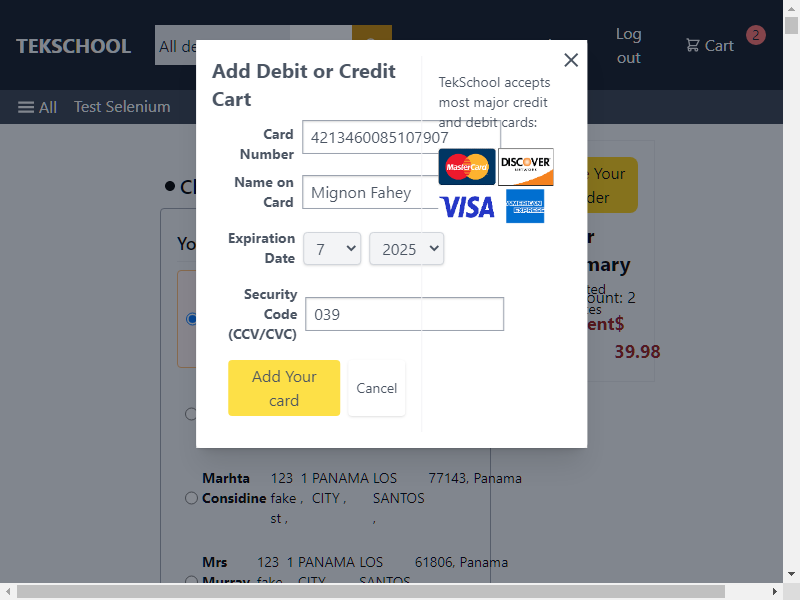 TEKSCHOOL
All de
Log
out
Cart
2
All
Test Selenium
Add Debit or Credit
Cart
Card
Number
4213460085107907
Name on
Card
Mignon Fahey
Expiration
Date
7
2025
Security
Code
(CCV/CVC)
039
Add Your
card
Cancel
TekSchool accepts
most major credit
and debit cards:
MasterCard
DISCOVER
NETWORK
VISA
AMERICAN
EXPRESS
Your
der
mary
ount: 2
ent$
39.98
Marhta
Considine
123
fake ,
st ,
1 PANAMA
CITY ,
LOS
SANTOS
,
77143, Panama
Mrs
Murray
123
fake
1 PANAMA
CITY
LOS
SANTOS
61806, Panama